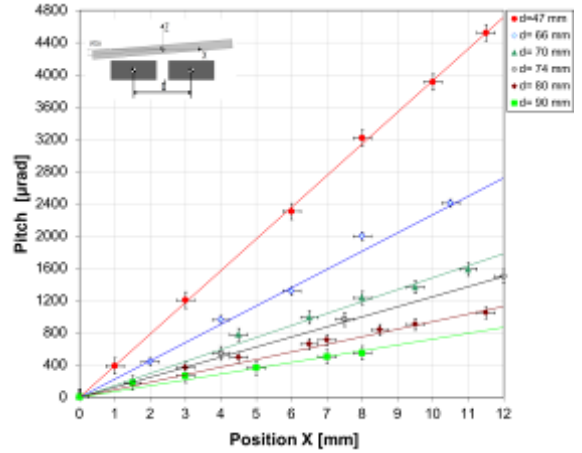 4800
4400
4000
3600
3200
2800
2400
2000
1600
1200
800
400
0
Pitch [µrad]
0 1 2 3 4 5 6 7 8 9 10 11 12
Position X [mm]
d
d=47 mm
d= 66 mm
d= 70 mm
d= 74 mm
d= 80 mm
d= 90 mm